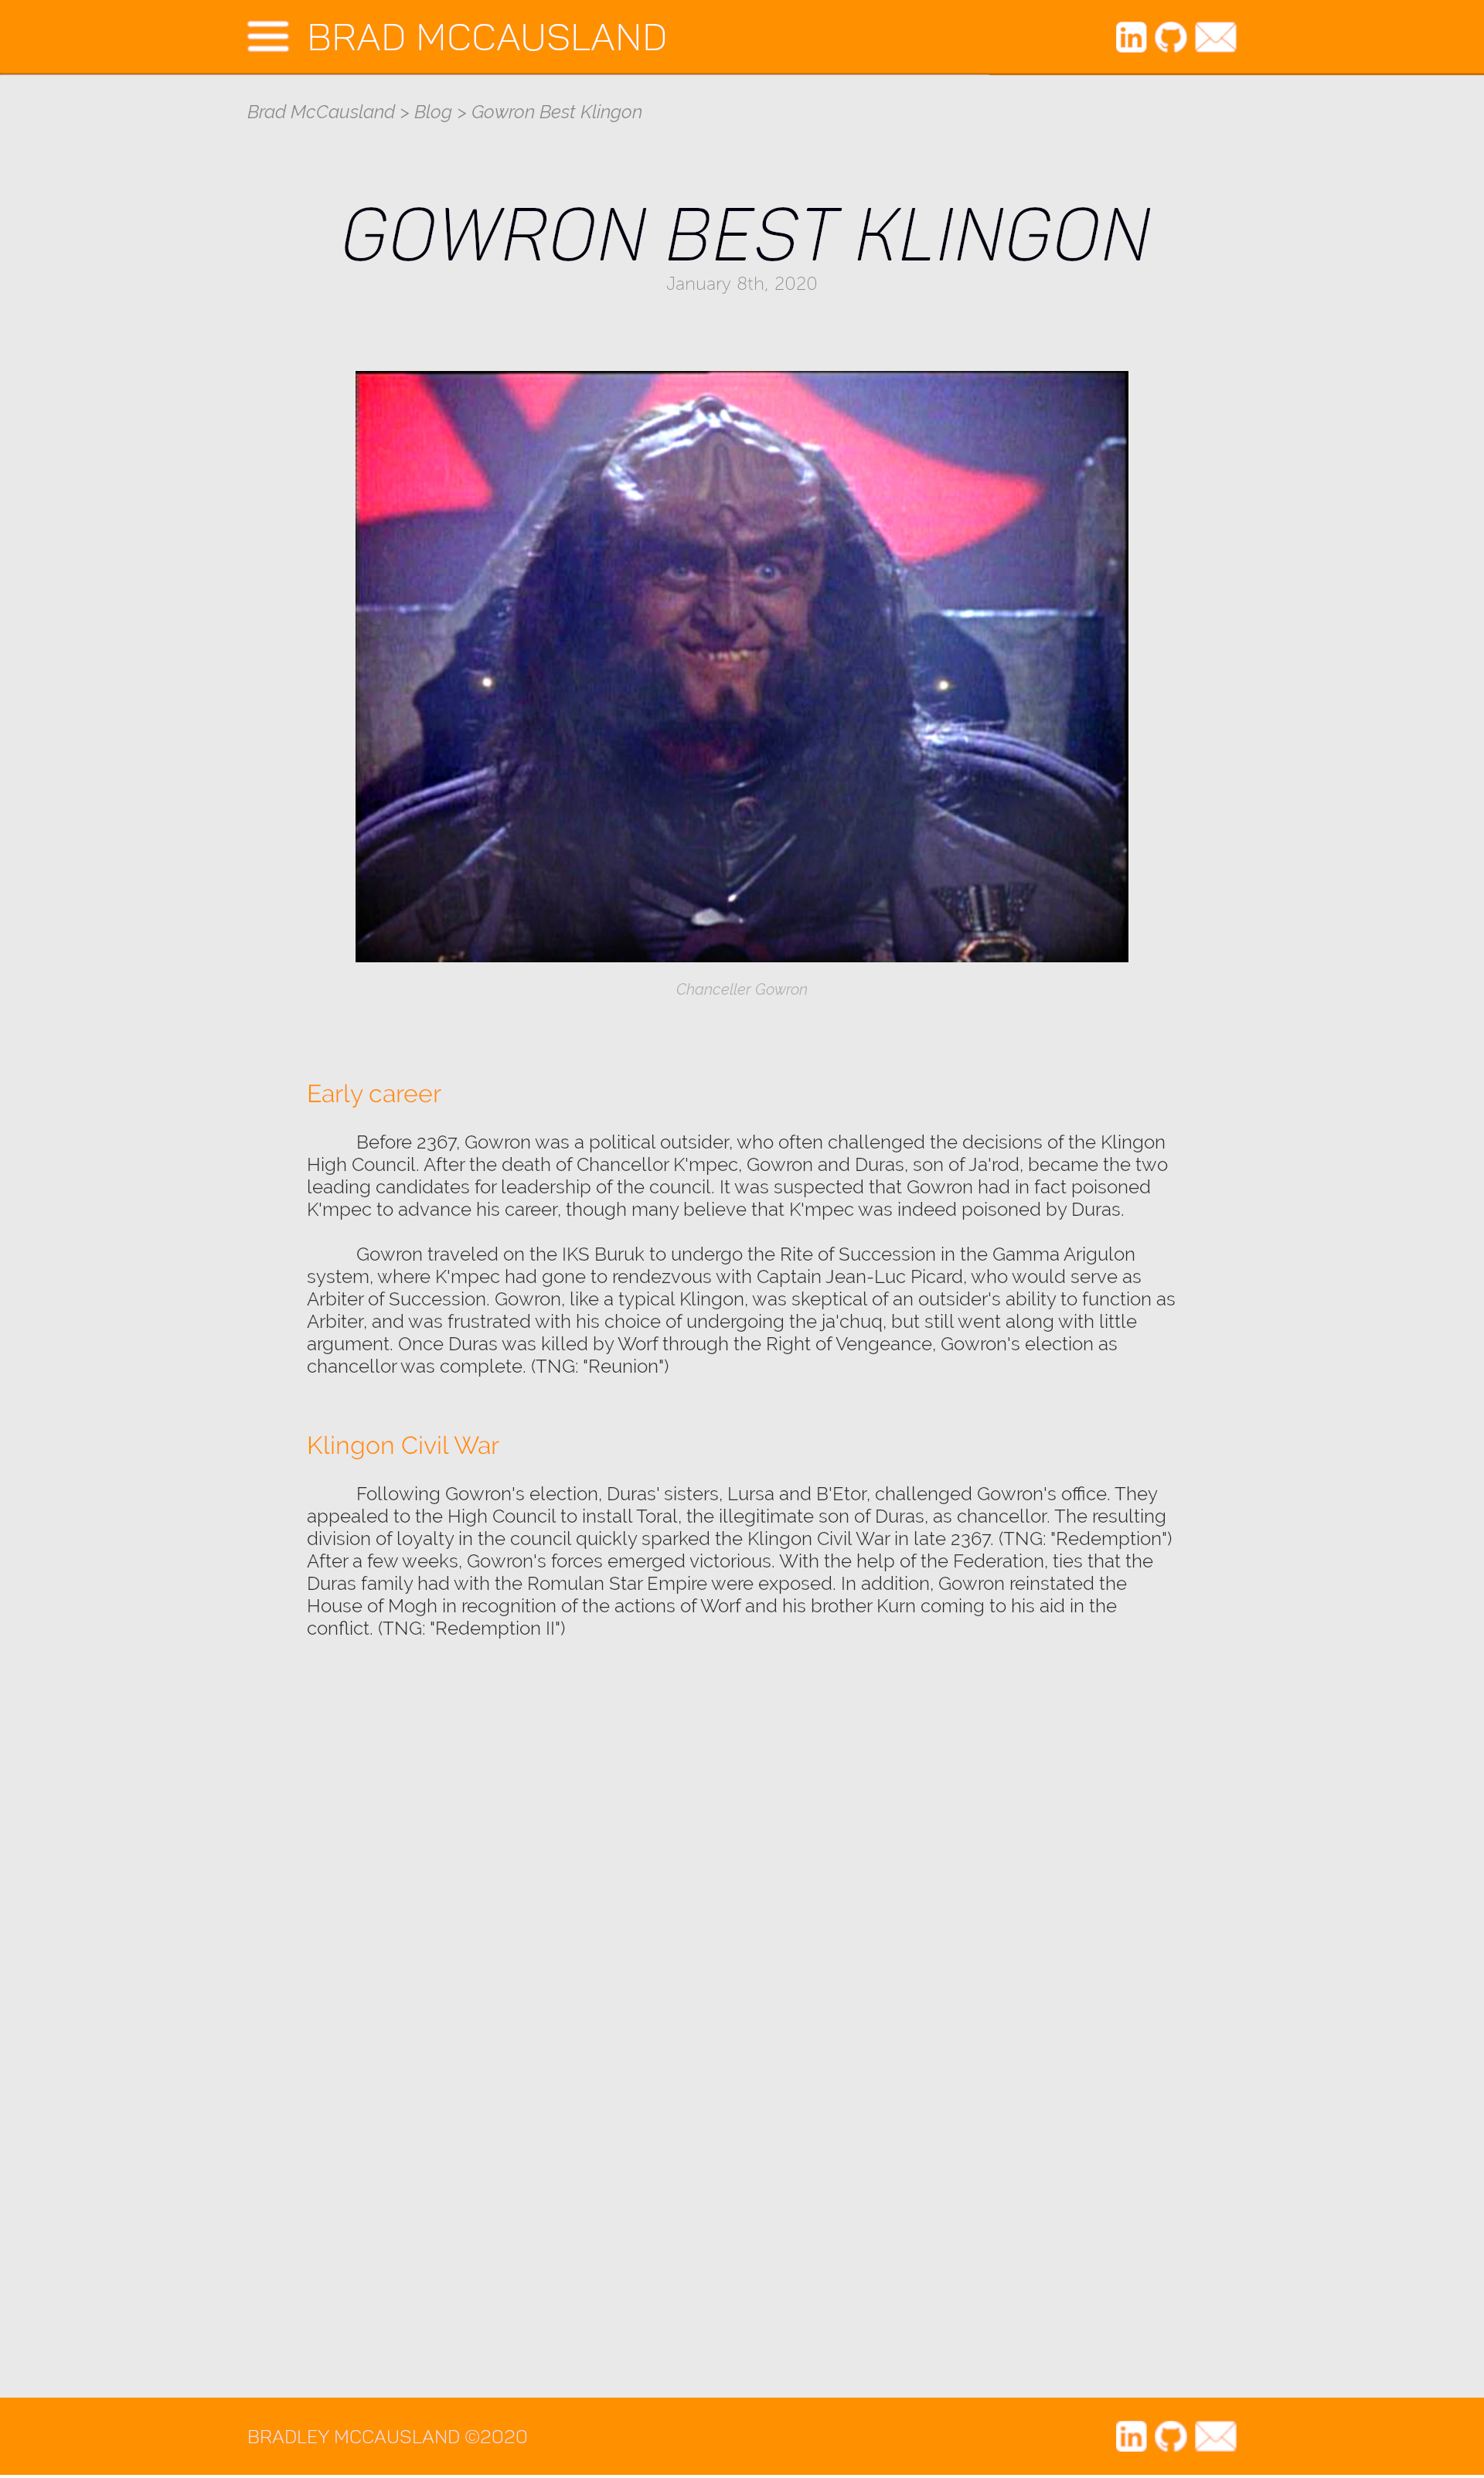 BRAD MCCAUSLAND
Brad McCausland > Blog > Gowron Best Klingon
GOWRON BEST KLINGON
January 8th, 2020
Chanceller Gowron
Early career
Before 2367, Gowron was a political outsider, who often challenged the decisions of the Klingon
High Council. After the death of Chancellor K'mpec, Gowron and Duras, son of Ja'rod, became the two
leading candidates for leadership of the council. It was suspected that Gowron had in fact poisoned
K'mpec to advance his career, though many believe that K'mpec was indeed poisoned by Duras.
Gowron traveled on the IKS Buruk to undergo the Rite of Succession in the Gamma Arigulon
system, where K'mpec had gone to rendezvous with Captain Jean-Luc Picard, who would serve as
Arbiter of Succession. Gowron, like a typical Klingon, was skeptical of an outsider's ability to function as
Arbiter, and was frustrated with his choice of undergoing the ja'chuq, but still went along with little
argument. Once Duras was killed by Worf through the Right of Vengeance, Gowron's election as
chancellor was complete. (TNG: "Reunion")
Klingon Civil War
Following Gowron's election, Duras' sisters, Lursa and B'Etor, challenged Gowron's office. They
appealed to the High Council to install Toral, the illegitimate son of Duras, as chancellor. The resulting
division of loyalty in the council quickly sparked the Klingon Civil War in late 2367. (TNG: "Redemption")
After a few weeks, Gowron's forces emerged victorious. With the help of the Federation, ties that the
Duras family had with the Romulan Star Empire were exposed. In addition, Gowron reinstated the
House of Mogh in recognition of the actions of Worf and his brother Kurn coming to his aid in the
conflict. (TNG: "Redemption II")
BRADLEY MCCAUSLAND ©2020